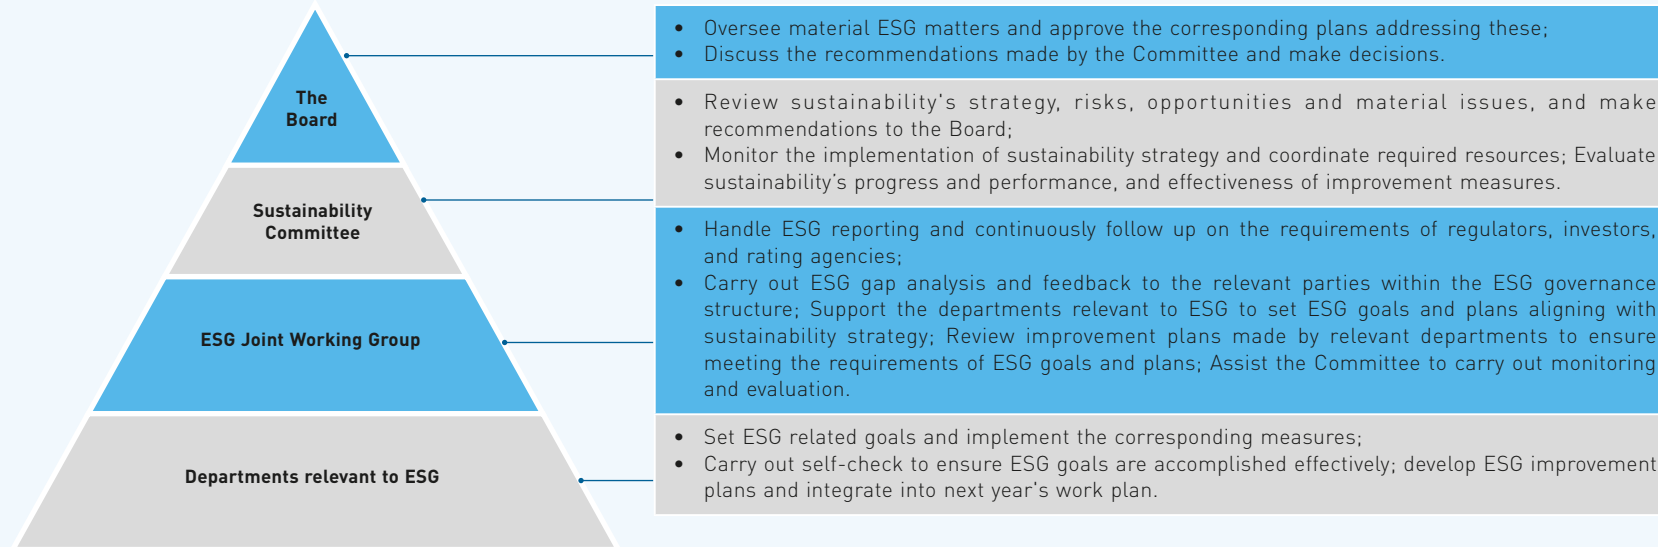 The
Board
• Oversee material ESG matters and approve the corresponding plans addressing these;
• Discuss the recommendations made by the Committee and make decisions.
Sustainability
Committee
• Review sustainability's strategy, risks, opportunities and material issues, and make
recommendations to the Board;
• Monitor the implementation of sustainability strategy and coordinate required resources; Evaluate
sustainability’s progress and performance, and effectiveness of improvement measures.
ESG Joint Working Group
• Handle ESG reporting and continuously follow up on the requirements of regulators, investors,
and rating agencies;
• Carry out ESG gap analysis and feedback to the relevant parties within the ESG governance
structure; Support the departments relevant to ESG to set ESG goals and plans aligning with
sustainability strategy; Review improvement plans made by relevant departments to ensure
meeting the requirements of ESG goals and plans; Assist the Committee to carry out monitoring
and evaluation.
Departments relevant to ESG
• Set ESG related goals and implement the corresponding measures;
• Carry out self-check to ensure ESG goals are accomplished effectively; develop ESG improvement
plans and integrate into next year's work plan.